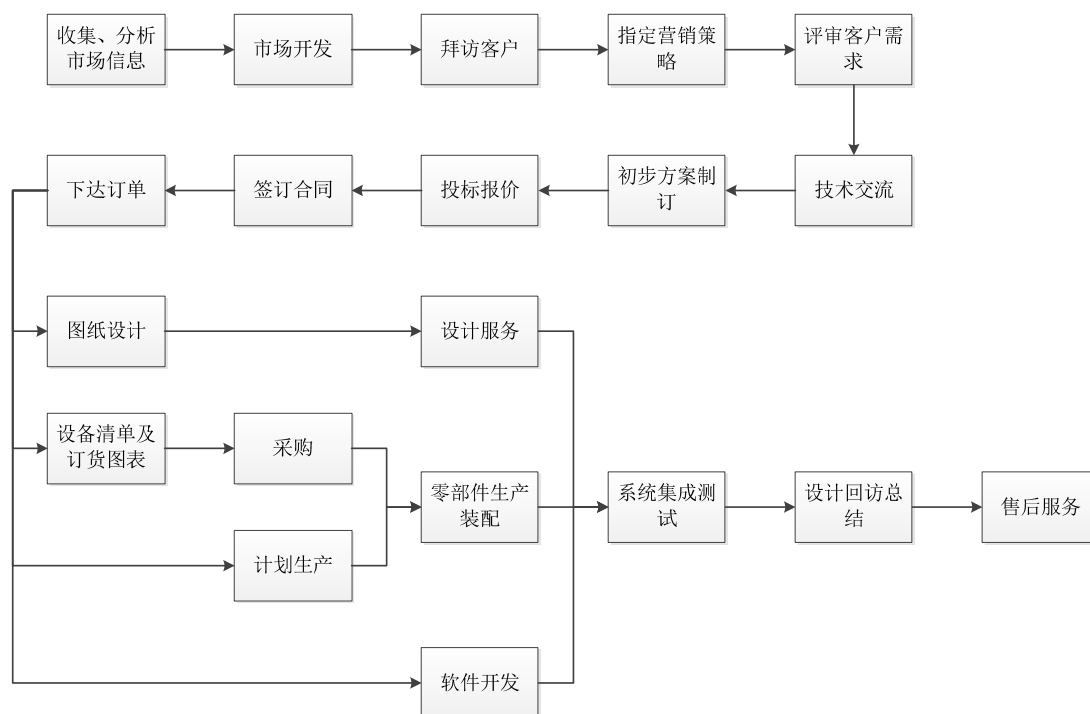 收集、分析
市场信息
市场开发
拜访客户
指定营销策
略
评审客户需
求
下达订单
签订合同
投标报价
初步方案制
订
技术交流
图纸设计
设计服务
设备清单及
订货图表
采购
零部件生产
装配
系统集成测
试
设计回访总
结
售后服务
计划生产
软件开发